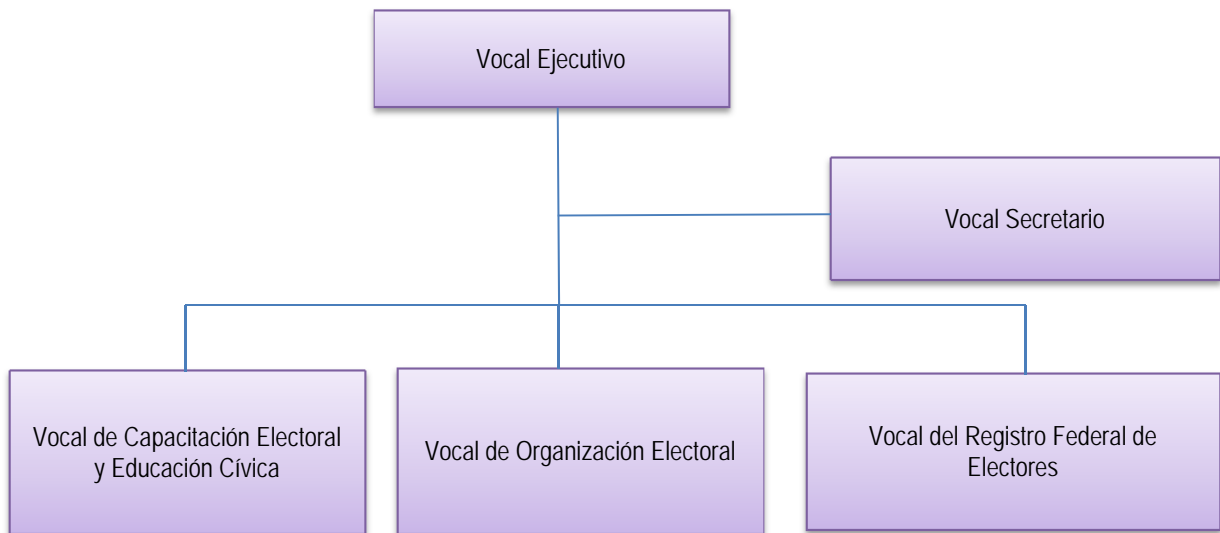 Vocal Ejecutivo
Vocal Secretario
Vocal de Capacitación Electoral
y Educación Cívica
Vocal de Organización Electoral
Vocal del Registro Federal de
Electores